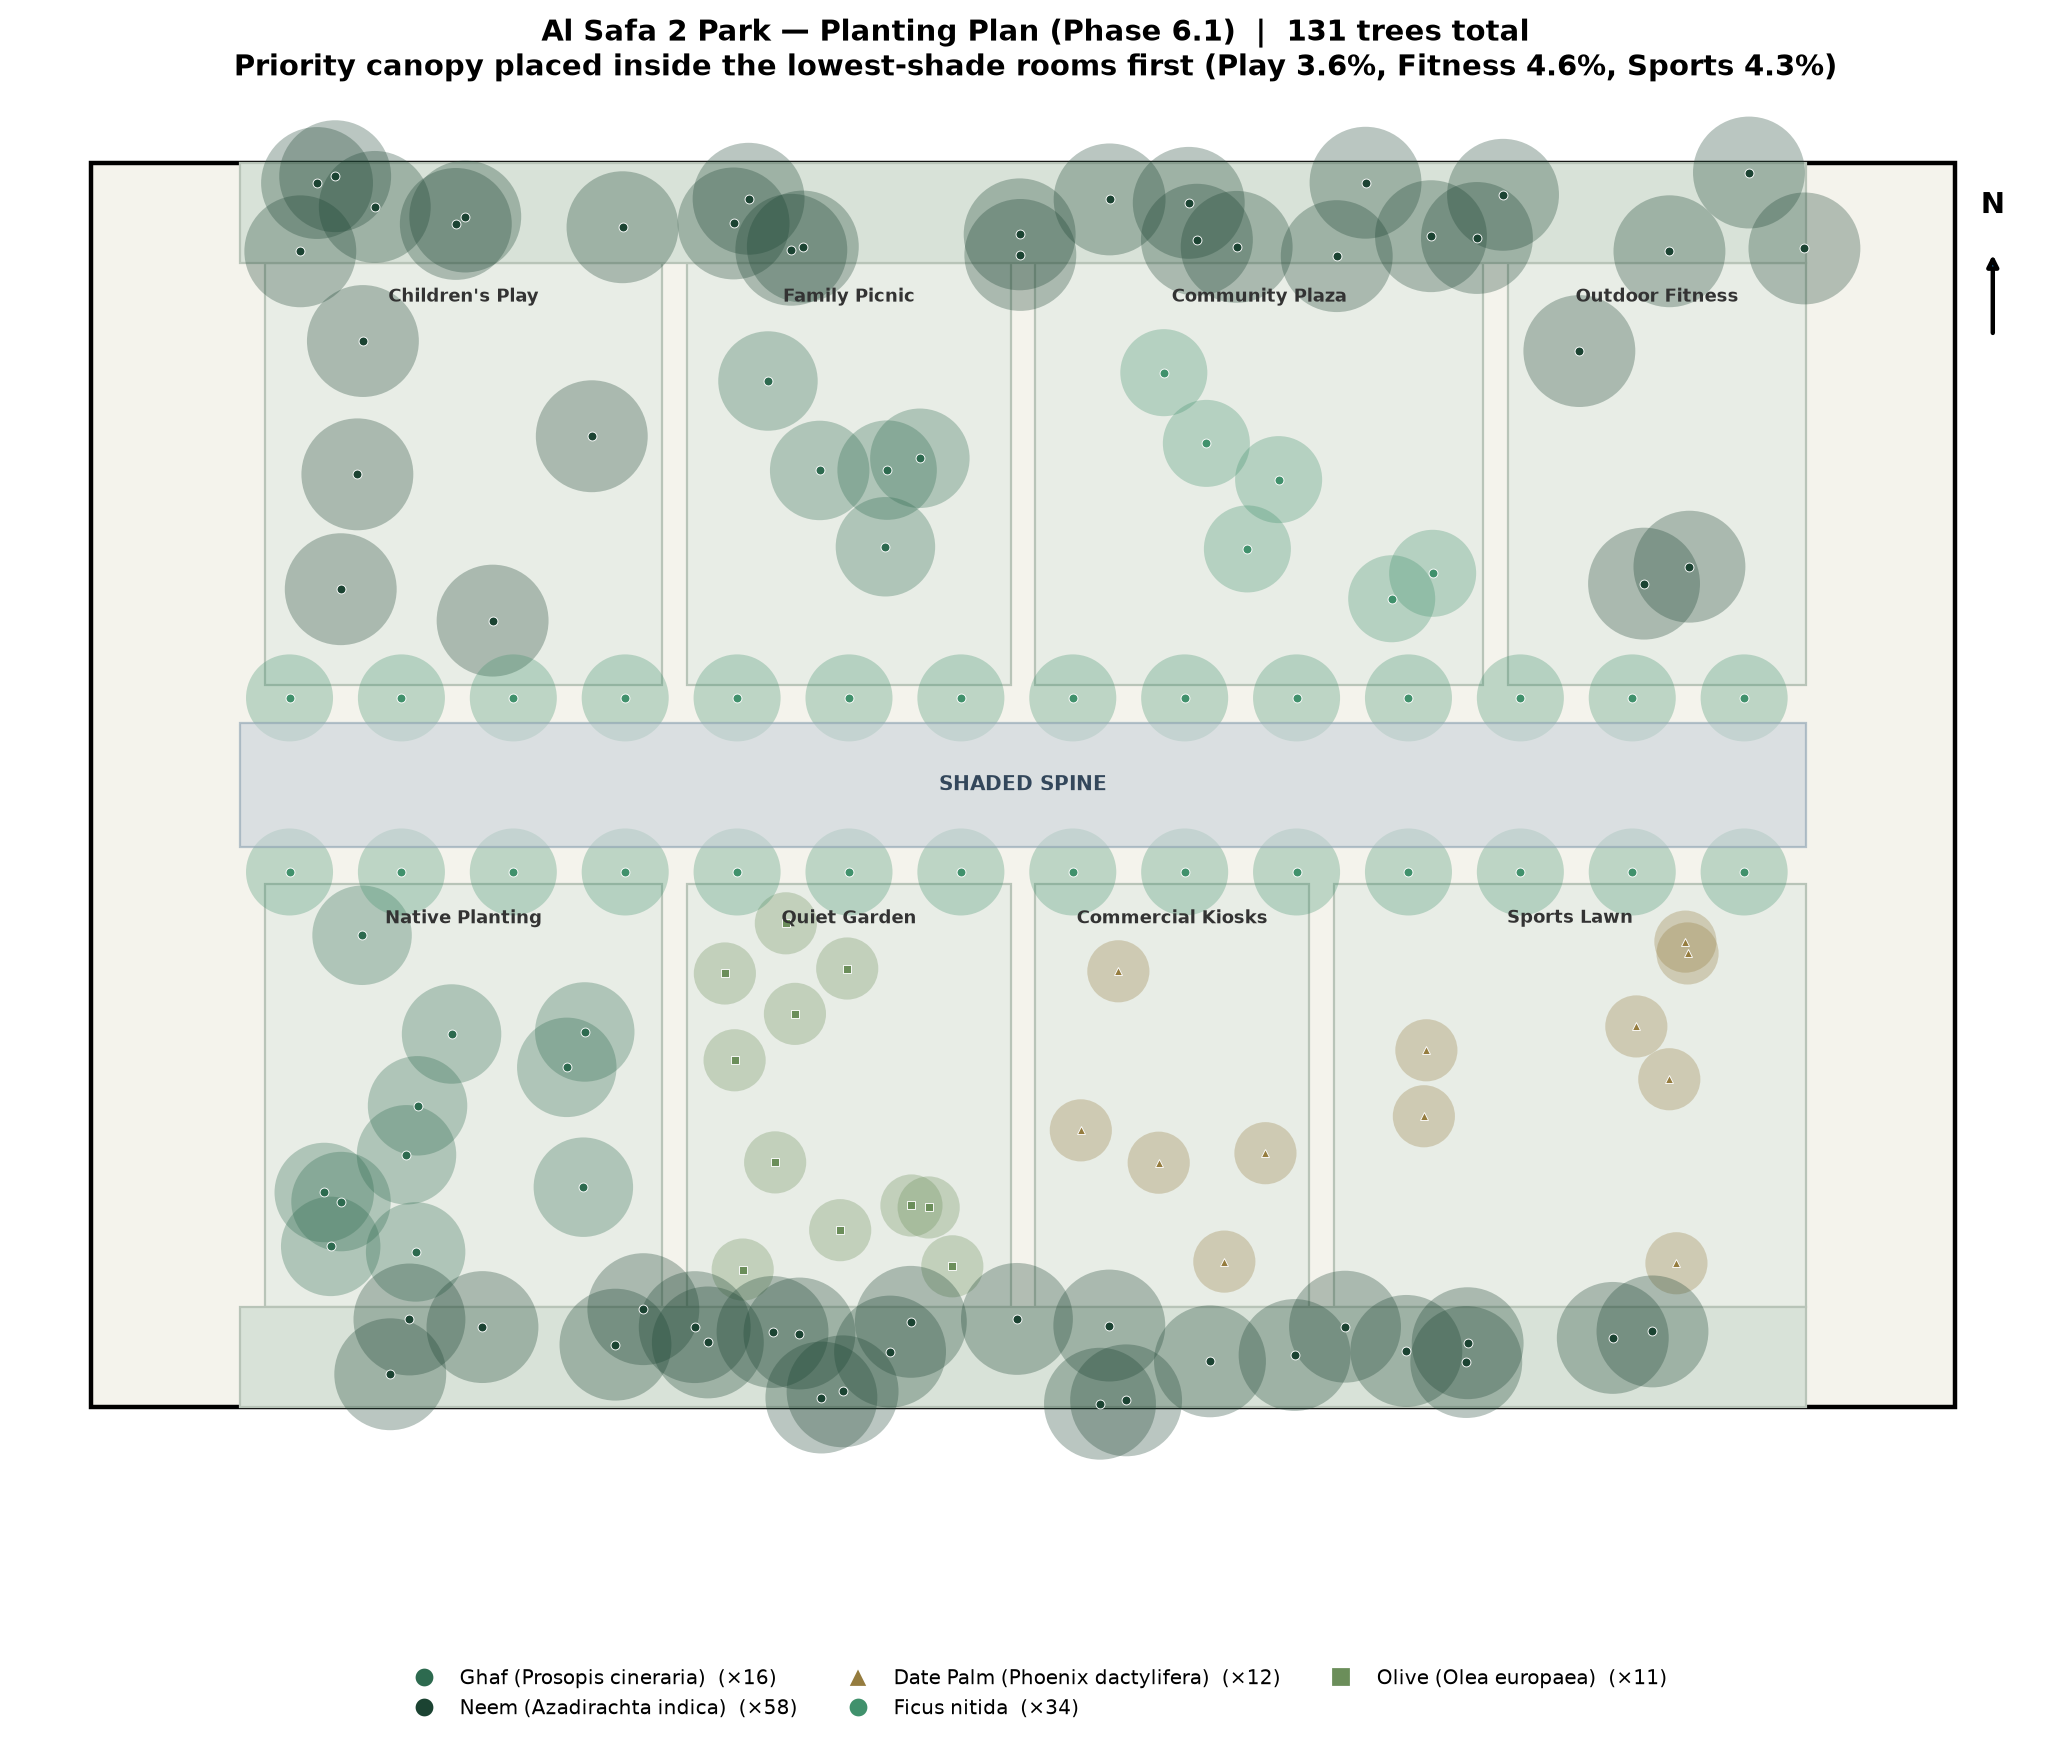 Al Safa 2 Park — Planting Plan (Phase 6.1) | 131 trees total
Priority canopy placed inside the lowest-shade rooms first (Play 3.6%, Fitness 4.6%, Sports 4.3%)
N
Children's Play
Family Picnic
Community Plaza
Outdoor Fitness
SHADED SPINE
Native Planting
Quiet Garden
Commercial Kiosks
Sports Lawn
Ghaf (Prosopis cineraria) (×16)
Neem (Azadirachta indica) (×58)
Date Palm (Phoenix dactylifera) (×12)
Ficus nitida (×34)
Olive (Olea europaea) (×11)